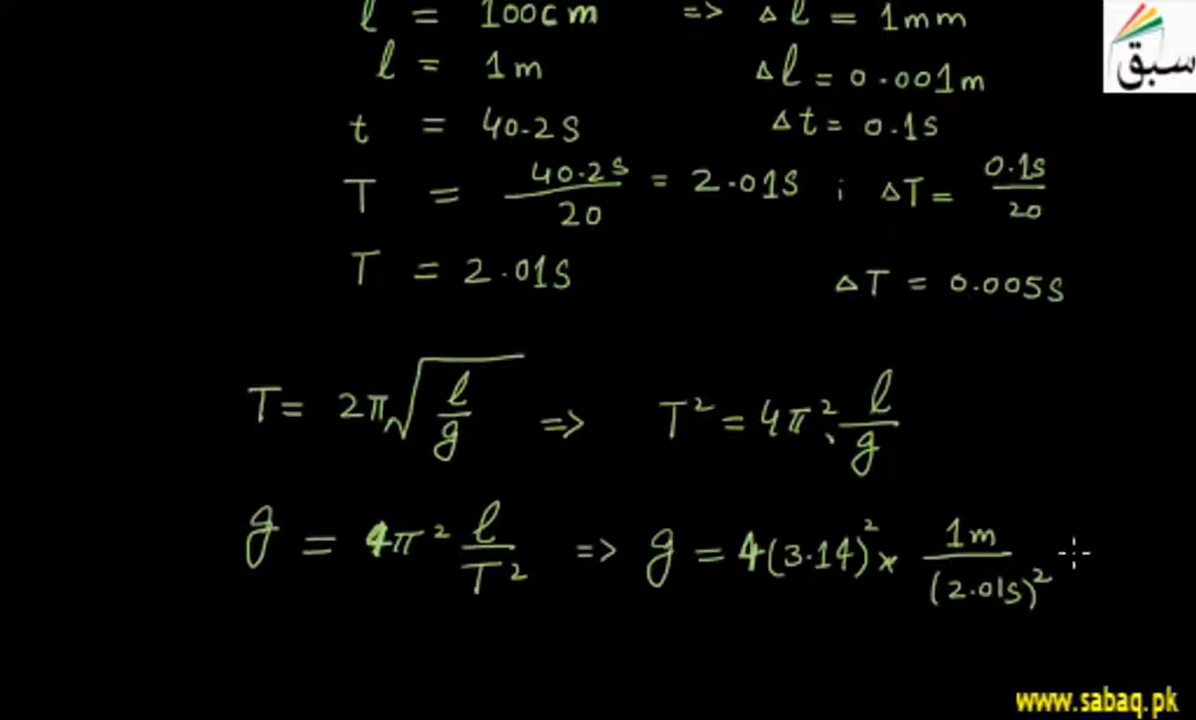 l = 100cm => Δl = 1mm
l = 1m Δl = 0.001m
t = 40.2s Δt = 0.1s
T = 40.2s/20 = 2.01s ; ΔT = 0.1s/20
T = 2.01s ΔT = 0.005s
T = 2π√(l/g) => T² = 4π². l/g
g = 4π² l/T² => g = 4(3.14)² × 1m/(2.01s)²
سبق
www.sabaq.pk